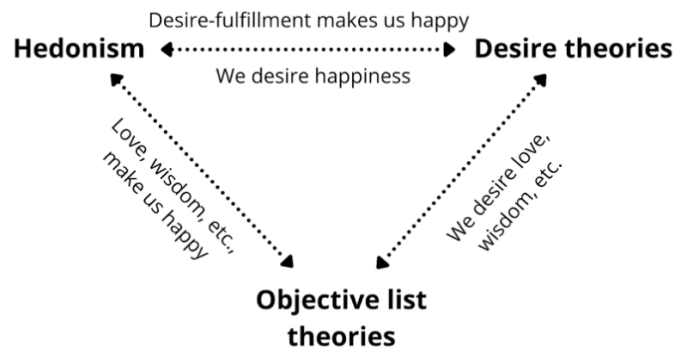 Desire-fulfillment makes us happy
Hedonism
Desire theories
We desire happiness
Love, wisdom, etc.,
make us happy
We desire love,
wisdom, etc.
Objective list
theories